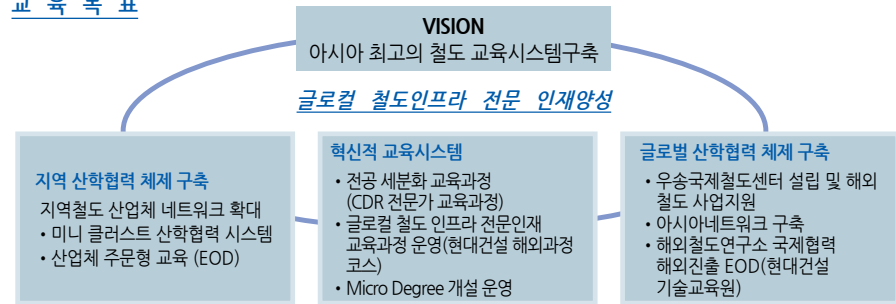 교 육 목 표
VISION
아시아 최고의 철도 교육시스템구축
글로컬 철도인프라 전문 인재양성
지역 산학협력 체제 구축
지역철도 산업체 네트워크 확대
• 미니 클러스트 산학협력 시스템
• 산업체 주문형 교육 (EOD)
혁신적 교육시스템
• 전공 세분화 교육과정
(CDR 전문가 교육과정)
• 글로컬 철도 인프라 전문인재
교육과정 운영(현대건설 해외과정
코스)
• Micro Degree 개설 운영
글로벌 산학협력 체제 구축
• 우송국제철도센터 설립 및 해외
철도 사업지원
• 아시아네트워크 구축
• 해외철도연구소 국제협력
해외진출 EOD(현대건설
기술교육원)